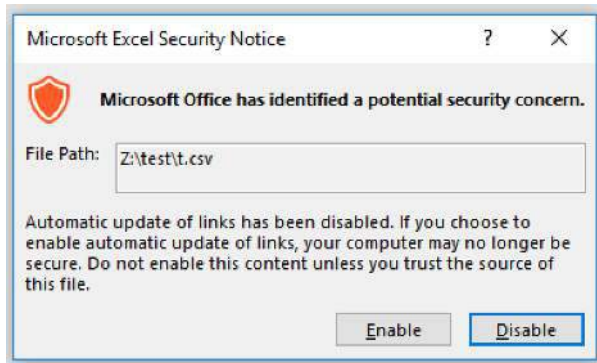 Microsoft Excel Security Notice ?
Microsoft Office has identified a potential security concern.
File Path: Z:\test\t.csv
Automatic update of links has been disabled. If you choose to
enable automatic update of links, your computer may no longer be
secure. Do not enable this content unless you trust the source of
this file.
Enable Disable